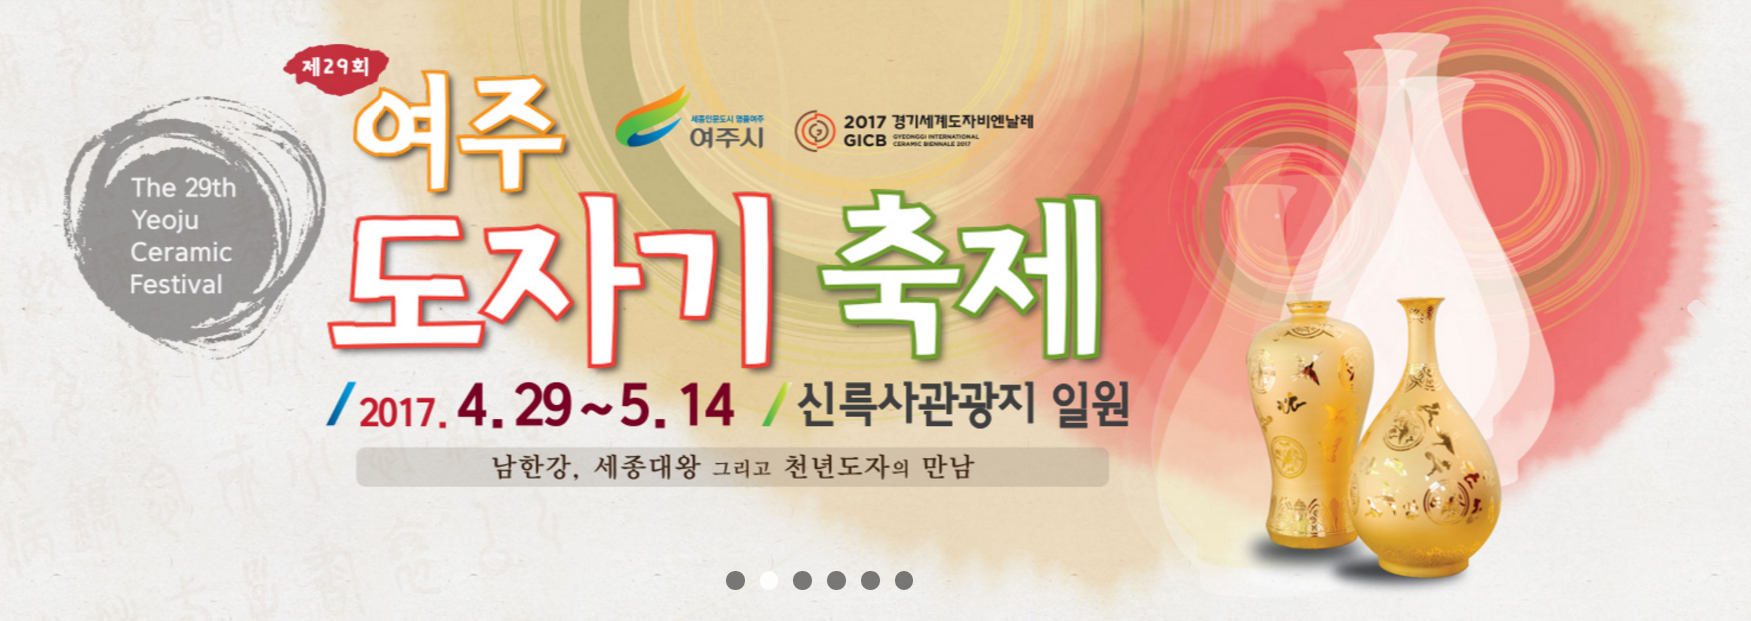 제29회
여주
도자기 축제
The 29th
Yeoju
Ceramic
Festival
세종인문도시 명품여주
여주시
2017 경기세계도자비엔날레
GICB GYEONGGI INTERNATIONAL
CERAMIC BIENNALE 2017
2017. 4. 29 ~ 5. 14 / 신륵사관광지 일원
남한강, 세종대왕 그리고 천년도자의 만남